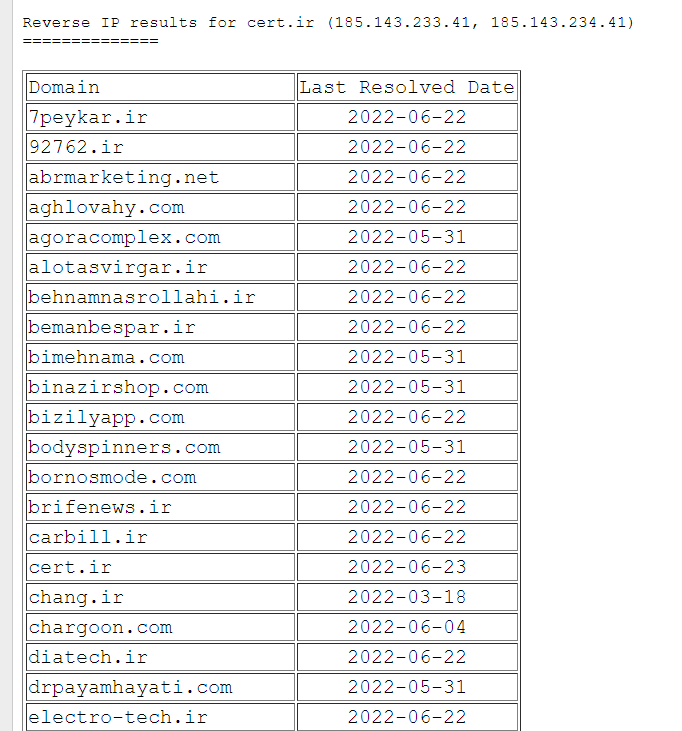 Reverse IP results for cert.ir (185.143.233.41, 185.143.234.41)
==============
Domain Last Resolved Date
7peykar.ir 2022-06-22
92762.ir 2022-06-22
abrmarketing.net 2022-06-22
aghlovahy.com 2022-06-22
agoracomplex.com 2022-05-31
alotasvirgar.ir 2022-06-22
behnamnasrollahi.ir 2022-06-22
bemanbespar.ir 2022-06-22
bimehnama.com 2022-05-31
binazirshop.com 2022-05-31
bizilyapp.com 2022-06-22
bodyspinners.com 2022-05-31
bornosmode.com 2022-06-22
brifenews.ir 2022-06-22
carbill.ir 2022-06-22
cert.ir 2022-06-23
chang.ir 2022-03-18
chargoon.com 2022-06-04
diatech.ir 2022-06-22
drpayamhayati.com 2022-05-31
electro-tech.ir 2022-06-22